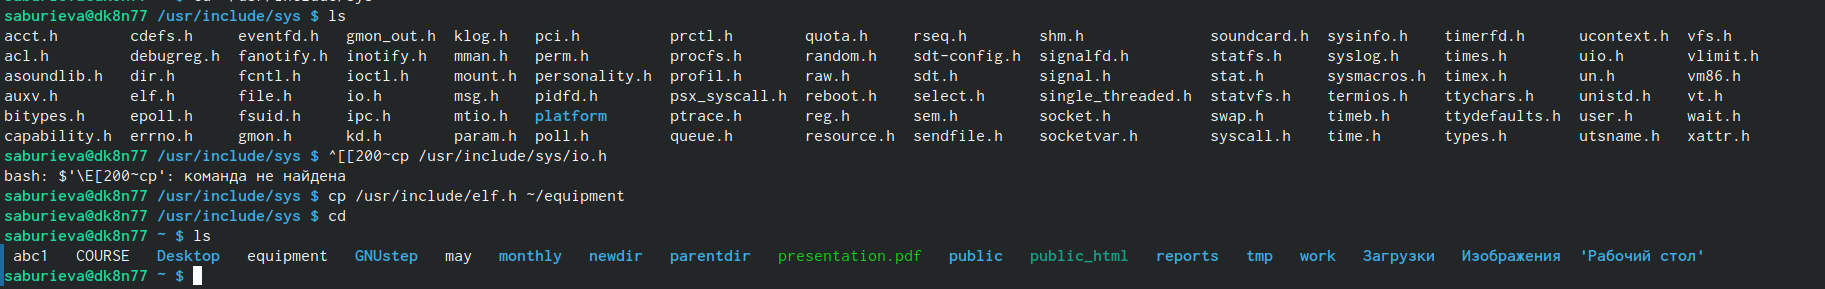 saburieva@dk8n77 /usr/include/sys $ ls
acct.h cdefs.h eventfd.h gmon_out.h klog.h pci.h prctl.h quota.h rseq.h shm.h soundcard.h sysinfo.h timerfd.h ucontext.h vfs.h
acl.h debugreg.h fanotify.h inotify.h mman.h perm.h procfs.h random.h sdt-config.h signalfd.h statfs.h syslog.h times.h uio.h vlimit.h
asoundlib.h dir.h fcntl.h ioctl.h mount.h personality.h profil.h raw.h sdt.h signal.h stat.h sysmacros.h timex.h un.h vm86.h
auxv.h elf.h file.h io.h msg.h pidfd.h psx_syscall.h reboot.h select.h single_threaded.h statvfs.h termios.h ttychars.h unistd.h vt.h
bitypes.h epoll.h fsuid.h ipc.h mtio.h platform ptrace.h reg.h sem.h socket.h swap.h timeb.h ttydefaults.h user.h wait.h
capability.h errno.h gmon.h kd.h param.h poll.h queue.h resource.h sendfile.h socketvar.h syscall.h time.h types.h utsname.h xattr.h
saburieva@dk8n77 /usr/include/sys $ ^[[200~cp /usr/include/sys/io.h
bash: $'\E[200~cp': команда не найдена
saburieva@dk8n77 /usr/include/sys $ cp /usr/include/elf.h ~/equipment
saburieva@dk8n77 /usr/include/sys $ cd
saburieva@dk8n77 ~ $ ls
abc1 COURSE Desktop equipment GNUstep may monthly newdir parentdir presentation.pdf public public_html reports tmp work Загрузки Изображения 'Рабочий стол'
saburieva@dk8n77 ~ $